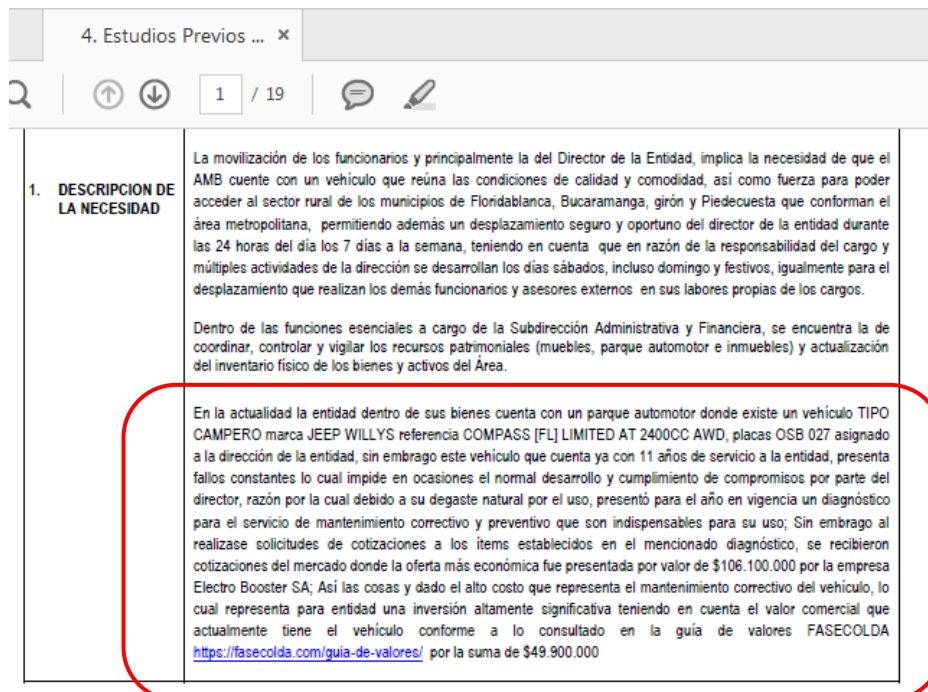 4. Estudios Previos ... ×
1 / 19
1. DESCRIPCION DE
LA NECESIDAD
La movilización de los funcionarios y principalmente la del Director de la Entidad, implica la necesidad de que el
AMB cuente con un vehículo que reúna las condiciones de calidad y comodidad, así como fuerza para poder
acceder al sector rural de los municipios de Floridablanca, Bucaramanga, girón y Piedecuesta que conforman el
área metropolitana, permitiendo además un desplazamiento seguro y oportuno del director de la entidad durante
las 24 horas del día los 7 días a la semana, teniendo en cuenta que en razón de la responsabilidad del cargo y
múltiples actividades de la dirección se desarrollan los días sábados, incluso domingo y festivos, igualmente para el
desplazamiento que realizan los demás funcionarios y asesores externos en sus labores propias de los cargos.
Dentro de las funciones esenciales a cargo de la Subdirección Administrativa y Financiera, se encuentra la de
coordinar, controlar y vigilar los recursos patrimoniales (muebles, parque automotor e inmuebles) y actualización
del inventario físico de los bienes y activos del Área.
En la actualidad la entidad dentro de sus bienes cuenta con un parque automotor donde existe un vehículo TIPO
CAMPERO marca JEEP WILLYS referencia COMPASS [FL] LIMITED AT 2400CC AWD, placas OSB 027 asignado
a la dirección de la entidad, sin embrago este vehículo que cuenta ya con 11 años de servicio a la entidad, presenta
fallos constantes lo cual impide en ocasiones el normal desarrollo y cumplimiento de compromisos por parte del
director, razón por la cual debido a su degaste natural por el uso, presentó para el año en vigencia un diagnóstico
para el servicio de mantenimiento correctivo y preventivo que son indispensables para su uso; Sin embrago al
realizase solicitudes de cotizaciones a los ítems establecidos en el mencionado diagnóstico, se recibieron
cotizaciones del mercado donde la oferta más económica fue presentada por valor de $106.100.000 por la empresa
Electro Booster SA; Así las cosas y dado el alto costo que representa el mantenimiento correctivo del vehículo, lo
cual representa para entidad una inversión altamente significativa teniendo en cuenta el valor comercial que
actualmente tiene el vehículo conforme a lo consultado en la guía de valores FASECOLDA
https://fasecolda.com/guia-de-valores/ por la suma de $49.900.000